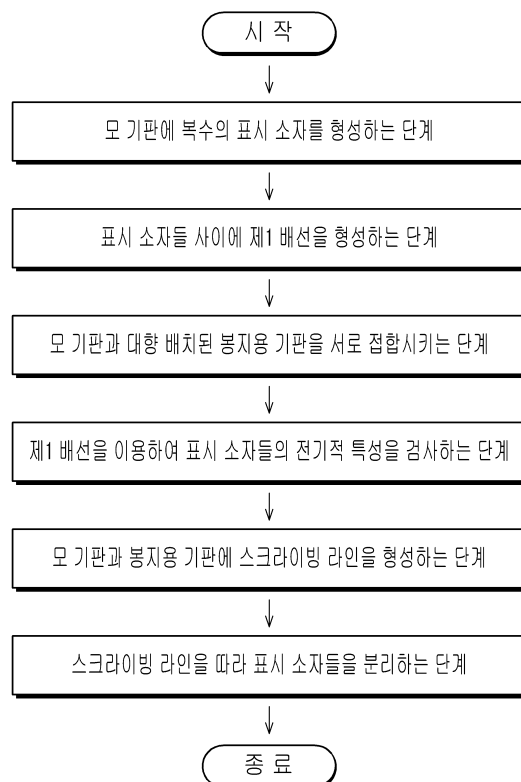 시 작
모 기판에 복수의 표시 소자를 형성하는 단계
표시 소자들 사이에 제1 배선을 형성하는 단계
모 기판과 대향 배치된 봉지용 기판을 서로 접합시키는 단계
제1 배선을 이용하여 표시 소자들의 전기적 특성을 검사하는 단계
모 기판과 봉지용 기판에 스크라이빙 라인을 형성하는 단계
스크라이빙 라인을 따라 표시 소자들을 분리하는 단계
종 료